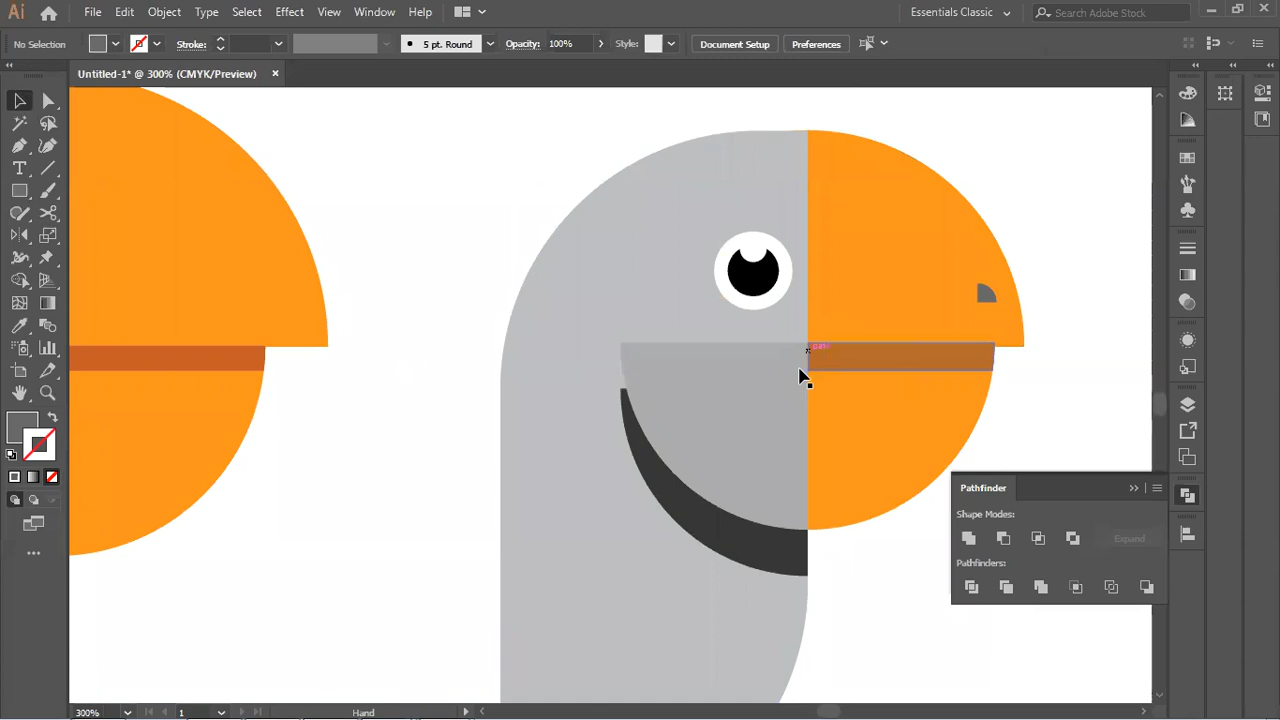 Ai File Edit Object Type Select Effect View Window Help Essentials Classic Search Adobe Stock
No Selection Stroke: 5 pt. Round Opacity: 100% Style: Document Setup Preferences
Untitled-1* @ 300% (CMYK/Preview)
T
Pathfinder
Shape Modes:
Expand
Pathfinders:
300% 1 Hand